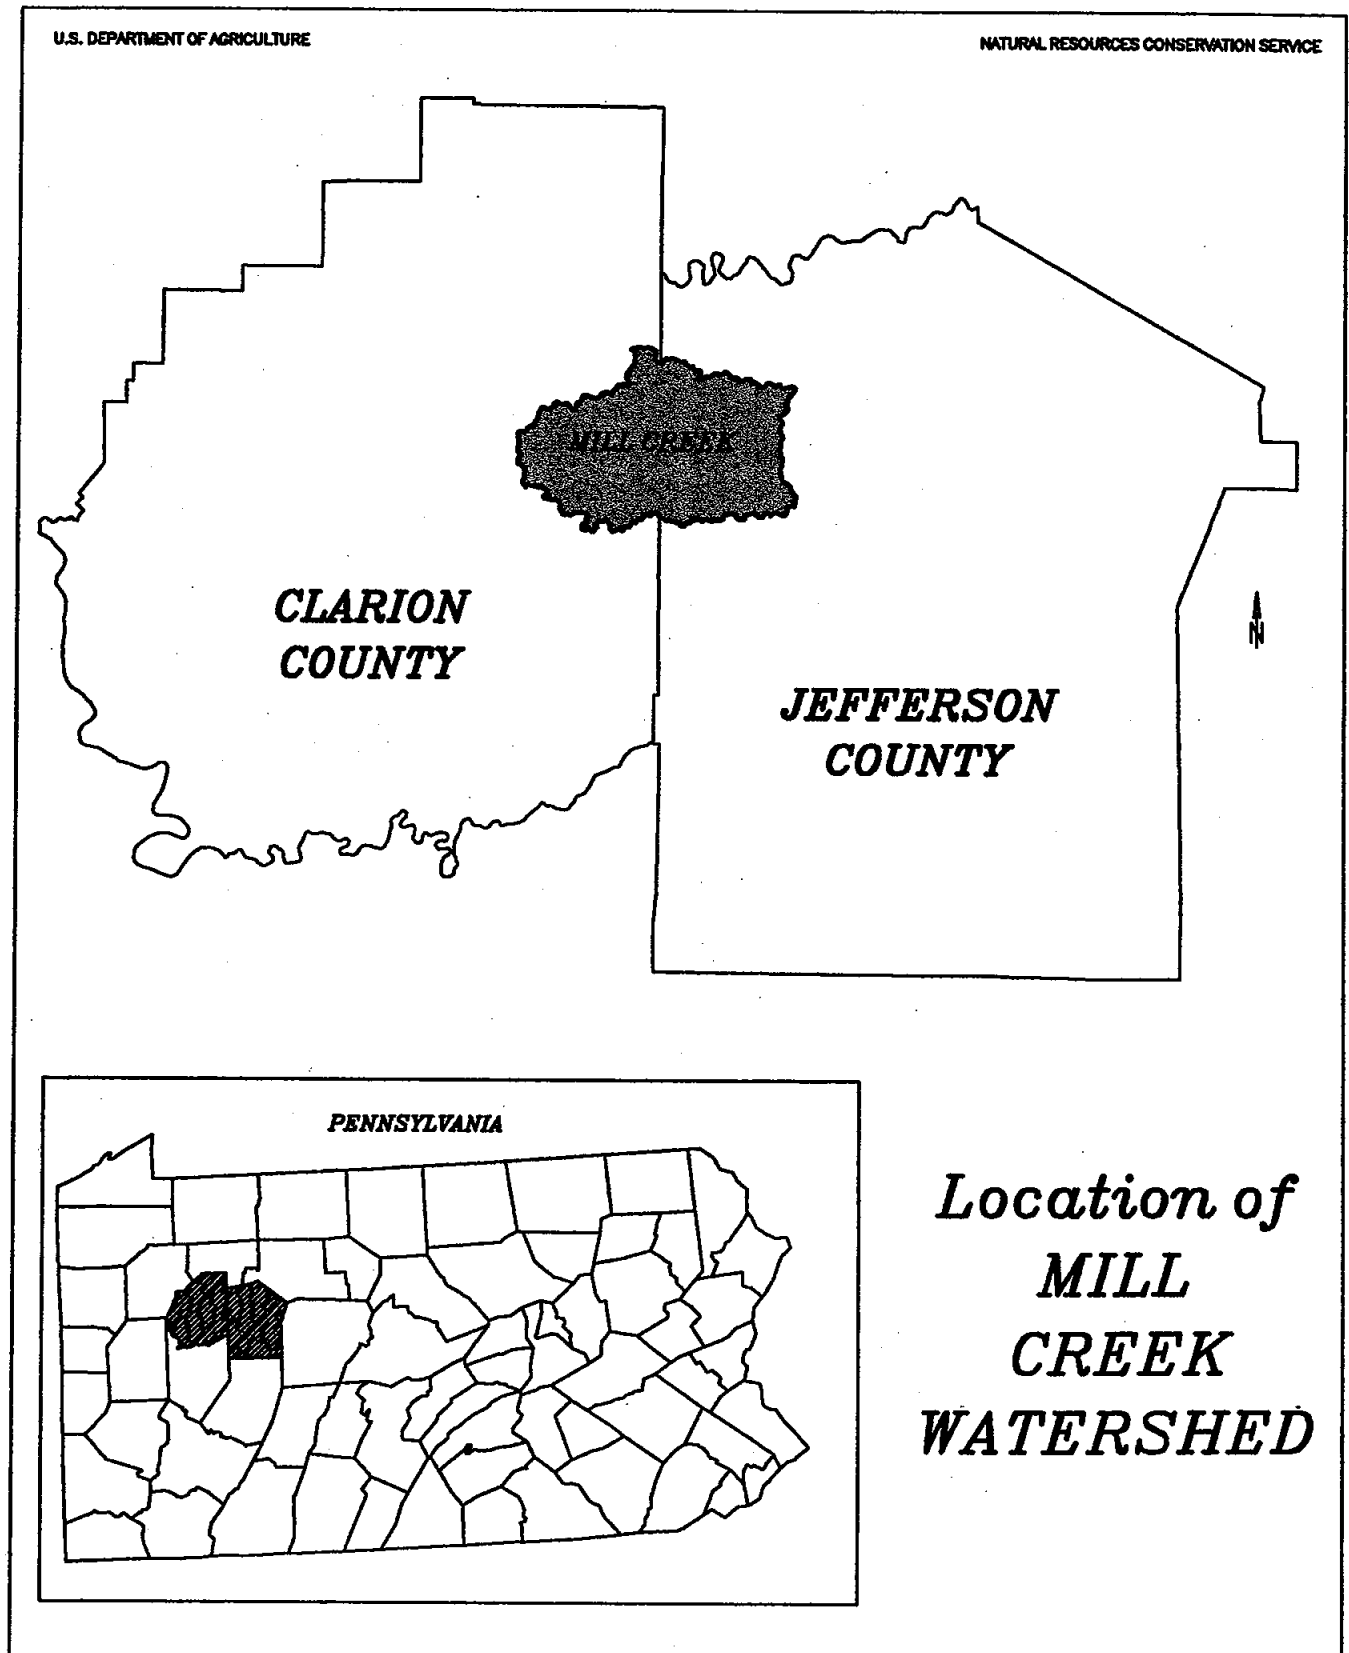 U.S. DEPARTMENT OF AGRICULTURE
NATURAL RESOURCES CONSERVATION SERVICE
MILL CREEK
CLARION
COUNTY
JEFFERSON
COUNTY
N
PENNSYLVANIA
Location of
MILL
CREEK
WATERSHED